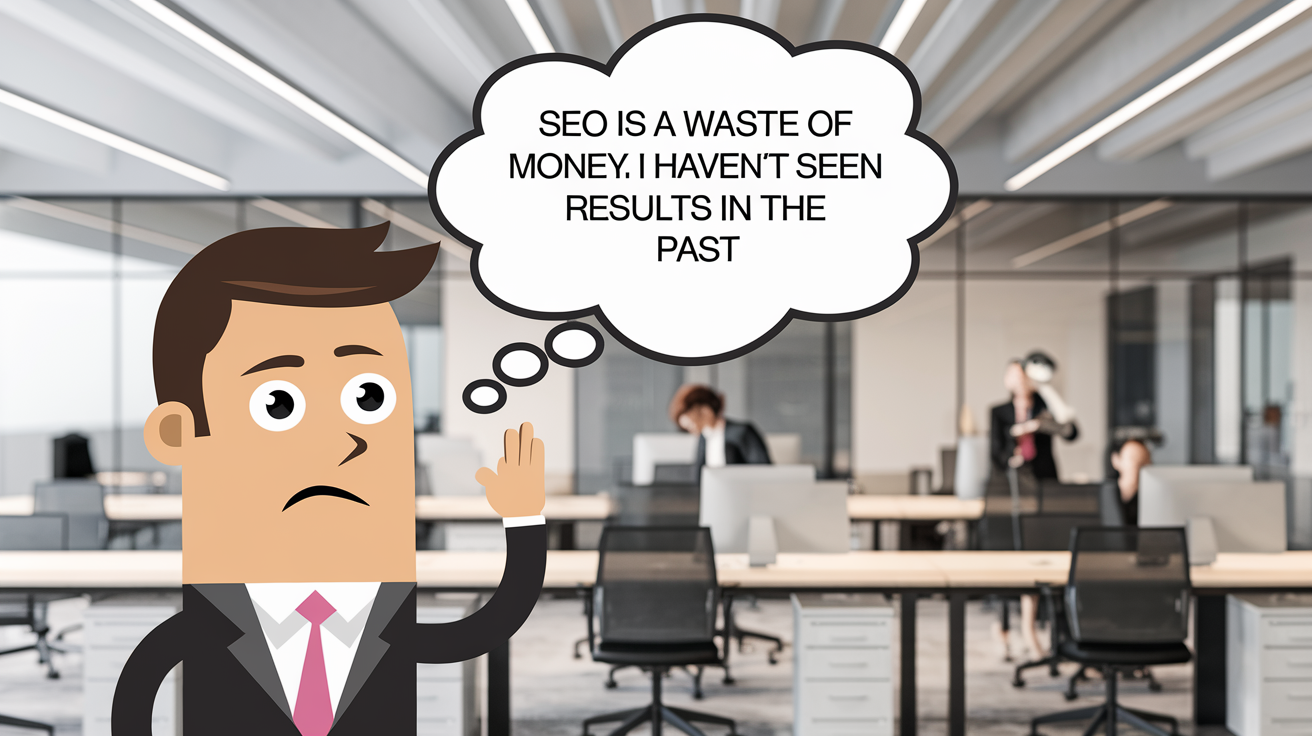 SEO IS A WASTE OF
MONEY. I HAVEN'T SEEN
RESULTS IN THE
PAST